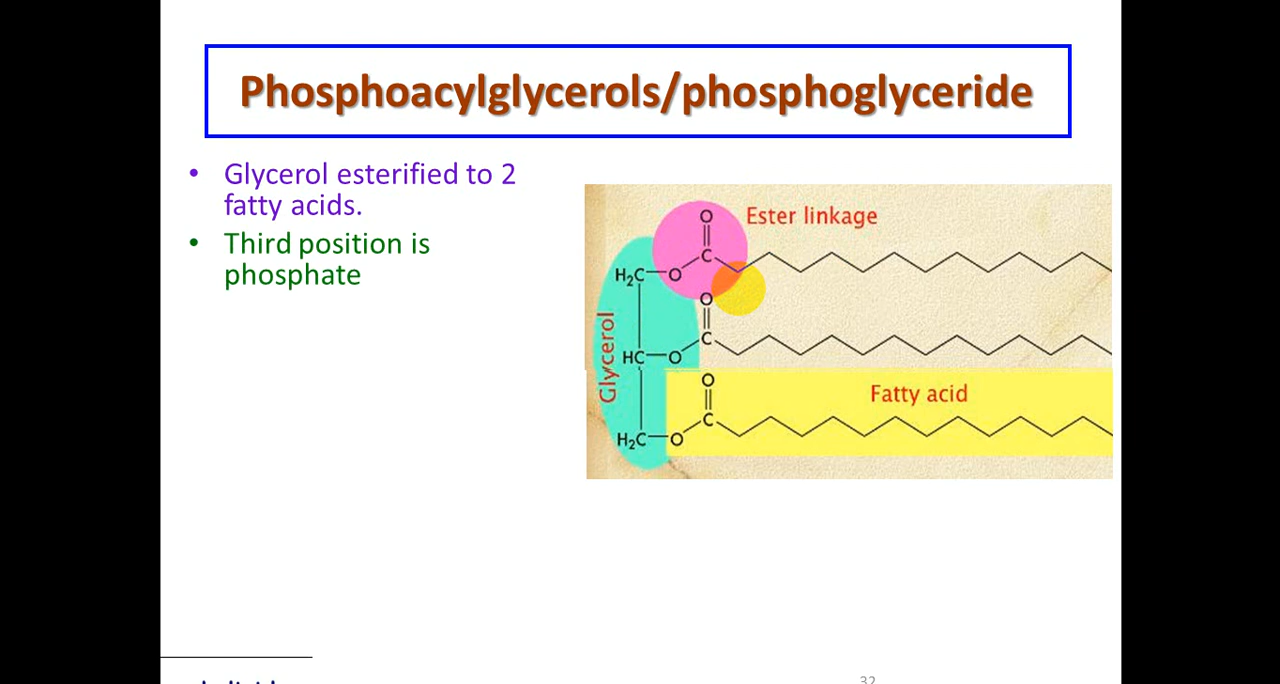 Phosphoacylglycerols/phosphoglyceride
• Glycerol esterified to 2
fatty acids.
• Third position is
phosphate
O
Ester linkage
C
H₂C O
O
C
Glycerol
HC O
O
Fatty acid
C
H₂C O
32